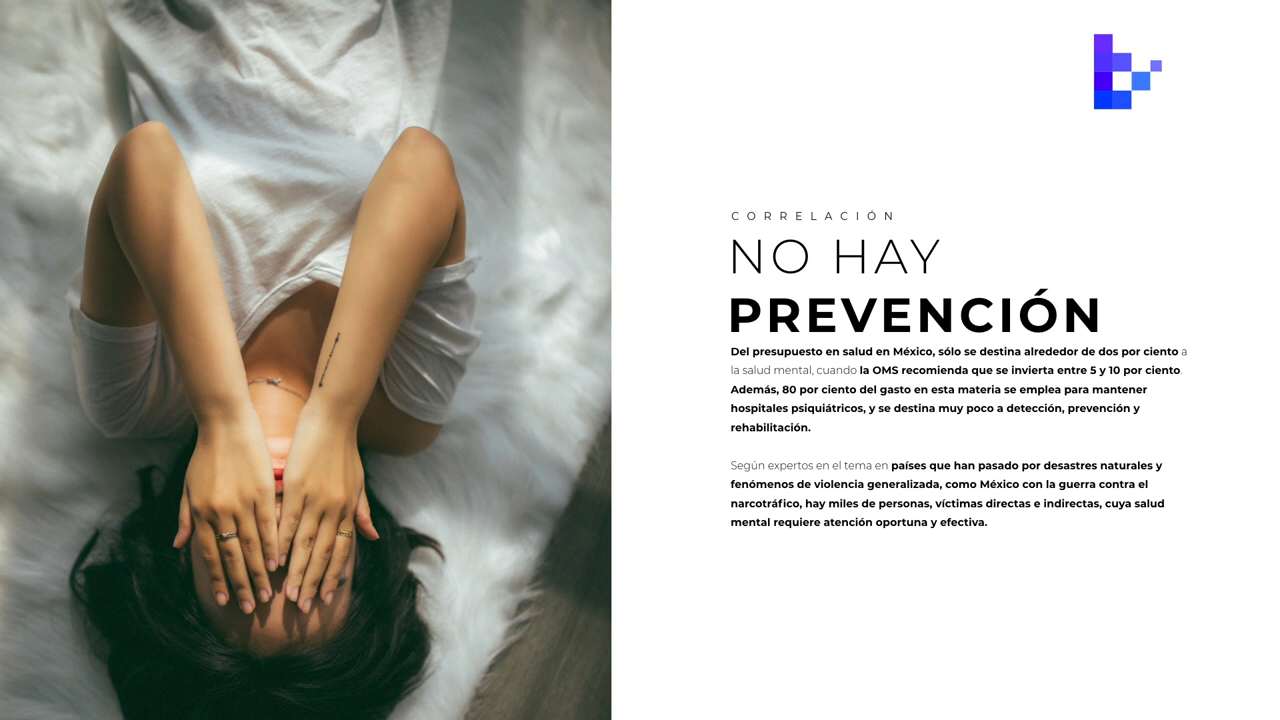 CORRELACIÓN
NO HAY
PREVENCIÓN
Del presupuesto en salud en México, sólo se destina alrededor de dos por ciento a
la salud mental, cuando la OMS recomienda que se invierta entre 5 y 10 por ciento.
Además, 80 por ciento del gasto en esta materia se emplea para mantener
hospitales psiquiátricos, y se destina muy poco a detección, prevención y
rehabilitación.
Según expertos en el tema en países que han pasado por desastres naturales y
fenómenos de violencia generalizada, como México con la guerra contra el
narcotráfico, hay miles de personas, víctimas directas e indirectas, cuya salud
mental requiere atención oportuna y efectiva.